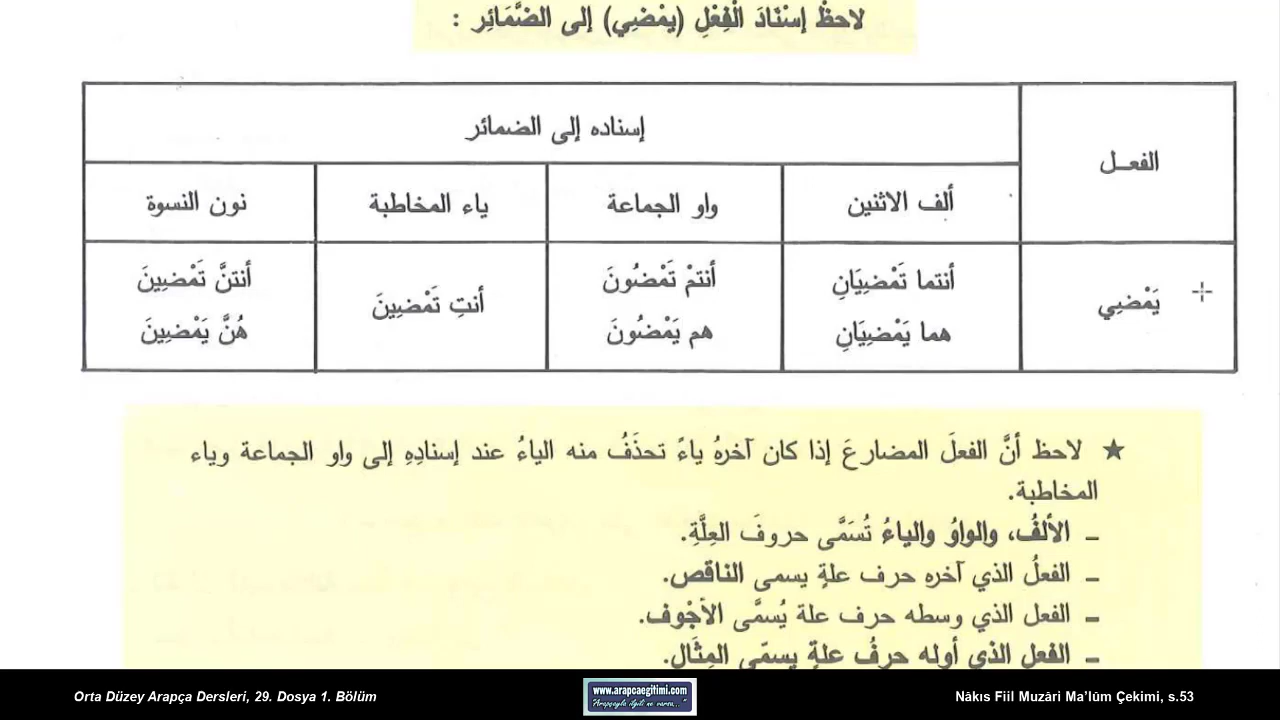 لاحظْ إسْنَادَ الْفِعْلِ (يمْضِي) إلى الضَّمَائِر :
الفعـل
إسناده إلى الضمائر
ألف الاثنين
واو الجماعة
ياء المخاطبة
نون النسوة
يَمْضِي
أنتما تَمْضِيَانِ
هما يَمْضِيَانِ
أنتمْ تَمْضُونَ
هم يَمْضُونَ
أنتِ تَمْضِينَ
أنتنَّ تَمْضِينَ
هُنَّ يَمْضِينَ
★ لاحظ أنَّ الفعلَ المضارعَ إذا كان آخرهُ ياءً تحذَفُ منه الياءُ عند إسنادِهِ إلى واو الجماعة وياء
المخاطبة.
ـ الألفُ، والواوُ والياءُ تُسَمَّى حروفَ العِلَّةِ.
ـ الفعلُ الذي آخره حرف علةٍ يسمى الناقص.
ـ الفعل الذي وسطه حرف علة يُسمَّى الأجْوف.
ـ الفعل الذي أوله حرفُ علةٍ يسمّى المِثَالِ.
Orta Düzey Arapça Dersleri, 29. Dosya 1. Bölüm
www.arapcaegitimi.com
"Arapçayla ilgili ne varsa..."
Nâkıs Fiil Muzâri Ma'lûm Çekimi, s.53